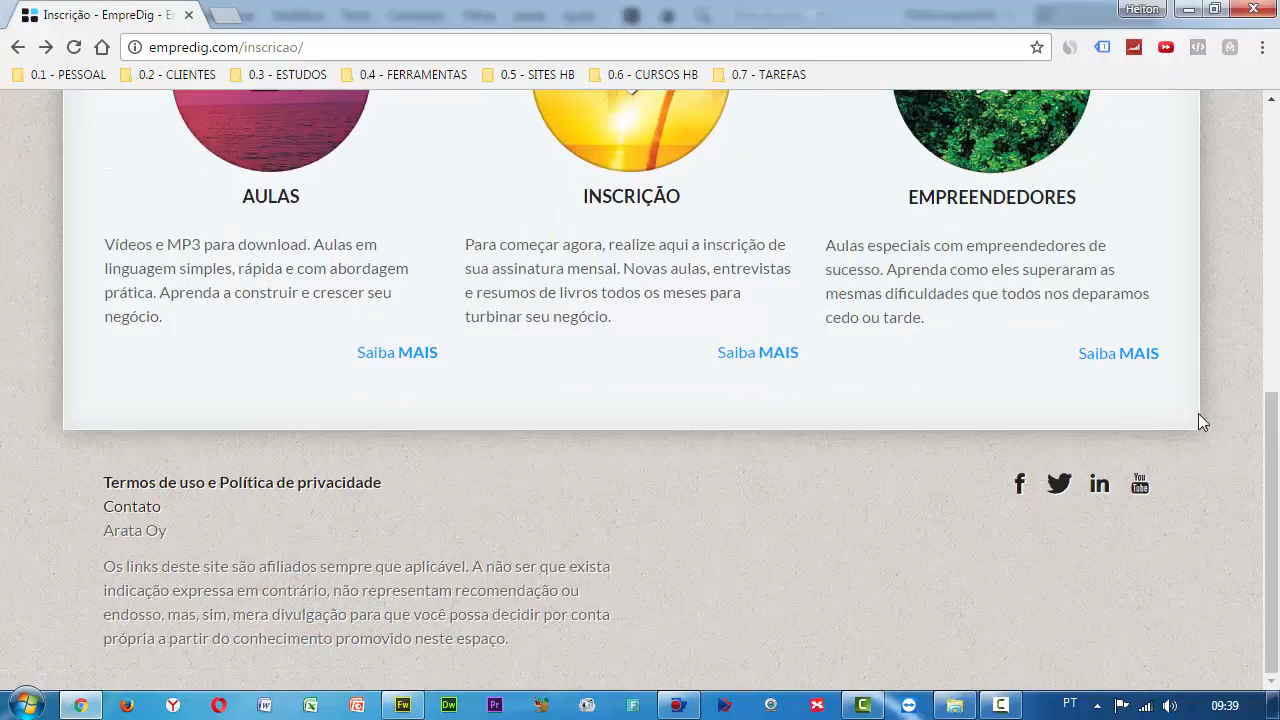 Inscrição - EmpreDig - E
Helton
empredig.com/inscricao/
0.1 - PESSOAL
0.2 - CLIENTES
0.3 - ESTUDOS
0.4 - FERRAMENTAS
0.5 - SITES HB
0.6 - CURSOS HB
0.7 - TAREFAS
AULAS
Vídeos e MP3 para download. Aulas em
linguagem simples, rápida e com abordagem
prática. Aprenda a construir e crescer seu
negócio.
Saiba MAIS
INSCRIÇÃO
Para começar agora, realize aqui a inscrição de
sua assinatura mensal. Novas aulas, entrevistas
e resumos de livros todos os meses para
turbinar seu negócio.
Saiba MAIS
EMPREENDEDORES
Aulas especiais com empreendedores de
sucesso. Aprenda como eles superaram as
mesmas dificuldades que todos nos deparamos
cedo ou tarde.
Saiba MAIS
Termos de uso e Política de privacidade
Contato
Arata Oy
Os links deste site são afiliados sempre que aplicável. A não ser que exista
indicação expressa em contrário, não representam recomendação ou
endosso, mas, sim, mera divulgação para que você possa decidir por conta
própria a partir do conhecimento promovido neste espaço.
You
Tube
Fw
Dw
Pr
PT
09:39